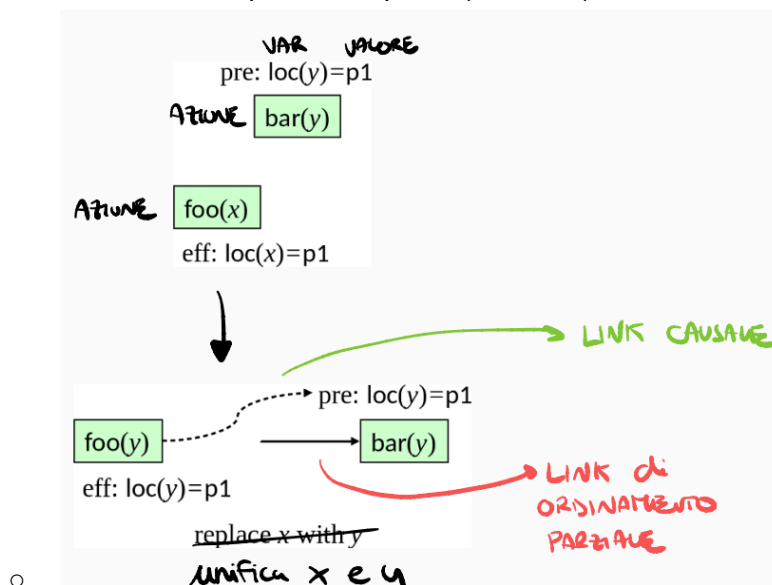 VAR VALORE
pre: loc(y)=p1
AZIONE bar(y)
AZIONE foo(x)
eff: loc(x)=p1
LINK CAUSALE
pre: loc(y)=p1
foo(y) bar(y)
eff: loc(y)=p1
LINK di
ORDINAMENTO
PARZIALE
replace x with y
unifica x e y